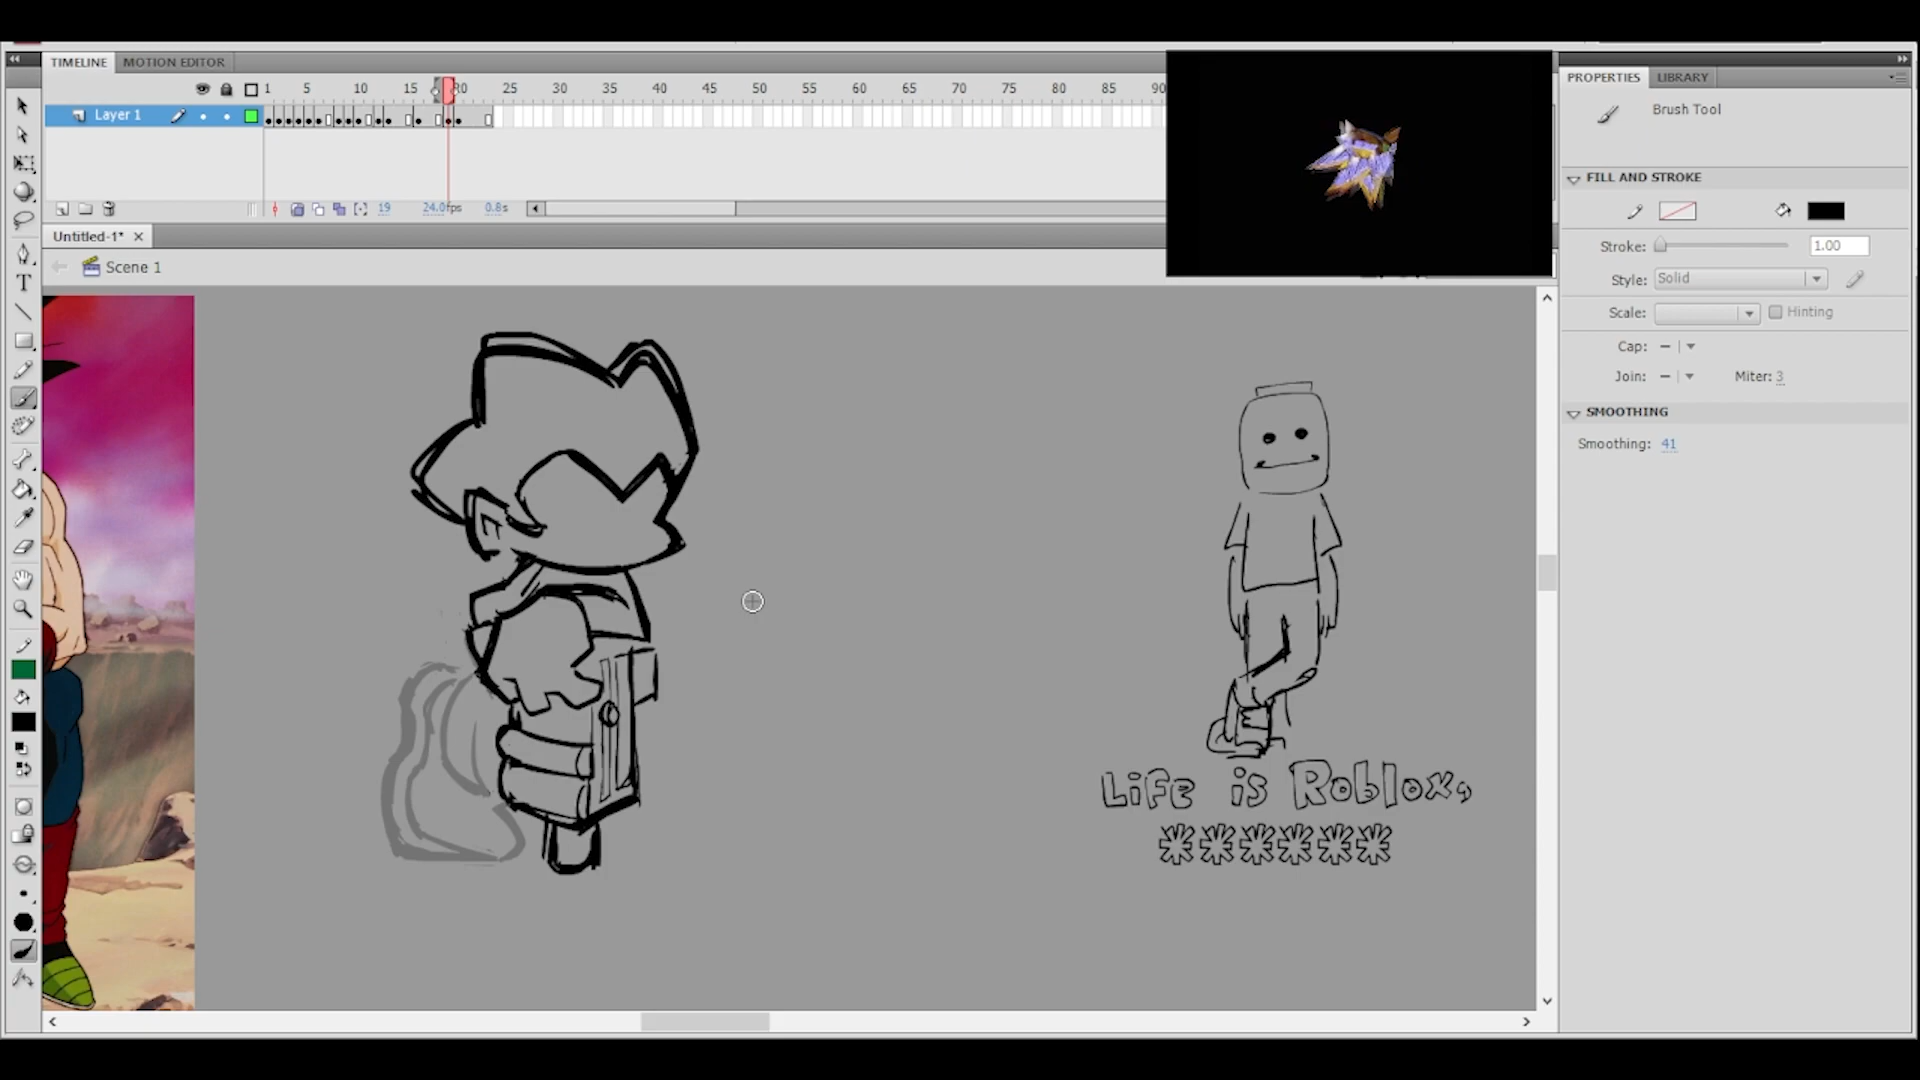 TIMELINE MOTION EDITOR
1 5 10 15 20 25 30 35 40 45 50 55 60 65 70 75 80 85 90
Layer 1
19 24.0fps 0.8s
Untitled-1*
Scene 1
T
Life is Roblox,
******
PROPERTIES LIBRARY
Brush Tool
FILL AND STROKE
Stroke: 1.00
Style: Solid
Scale: Hinting
Cap:
Join: Miter: 3
SMOOTHING
Smoothing: 41